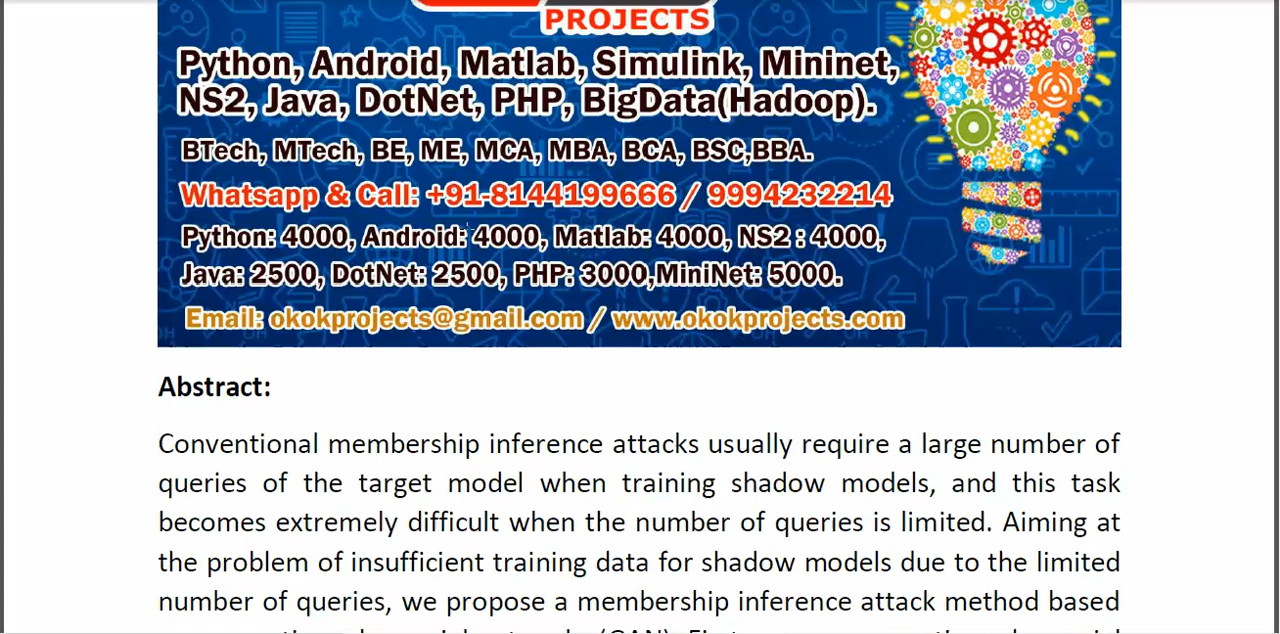 PROJECTS
Python, Android, Matlab, Simulink, Mininet,
NS2, Java, DotNet, PHP, BigData(Hadoop).
BTech, MTech, BE, ME, MCA, MBA, BCA, BSC,BBA.
Whatsapp & Call: +91-8144199666 / 9994232214
Python: 4000, Android: 4000, Matlab: 4000, NS2 : 4000,
Java: 2500, DotNet: 2500, PHP: 3000,MiniNet: 5000.
Email: okokprojects@gmail.com / www.okokprojects.com
Abstract:
Conventional membership inference attacks usually require a large number of
queries of the target model when training shadow models, and this task
becomes extremely difficult when the number of queries is limited. Aiming at
the problem of insufficient training data for shadow models due to the limited
number of queries, we propose a membership inference attack method based